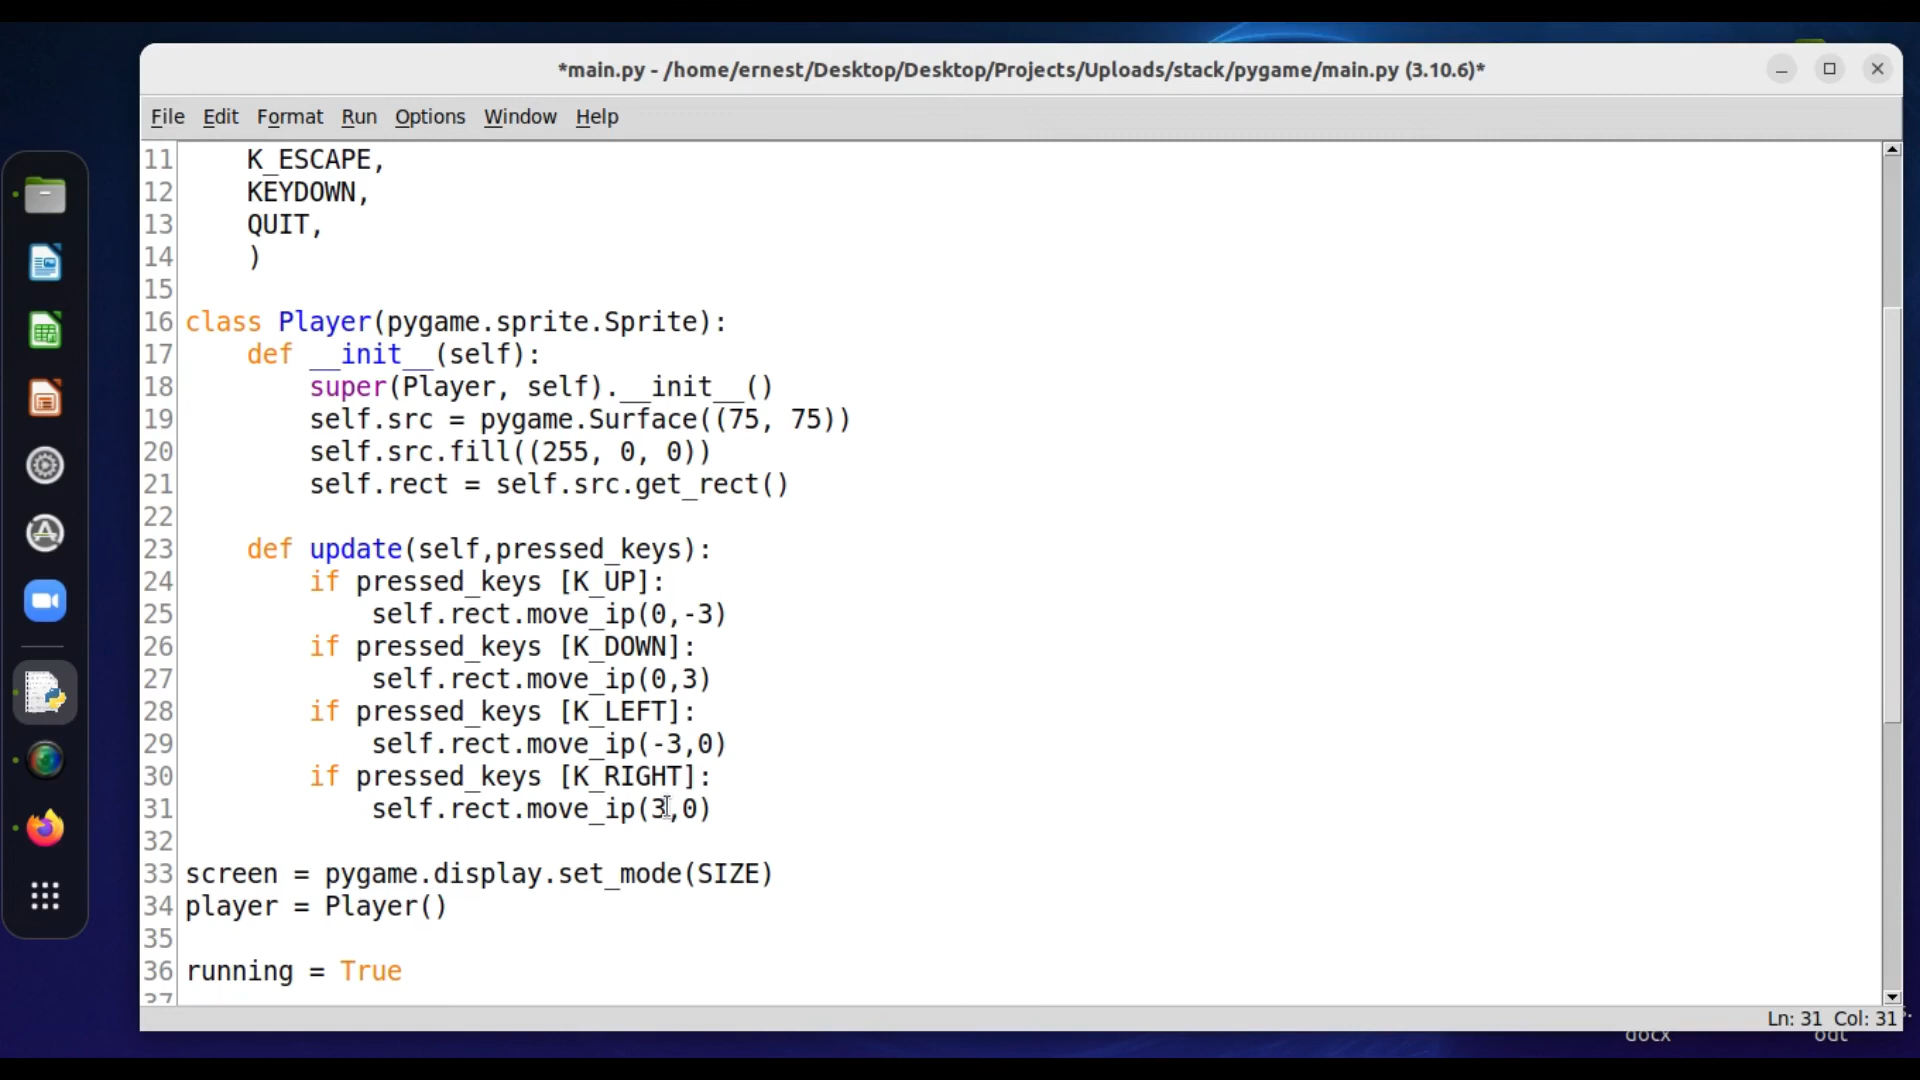 *main.py - /home/ernest/Desktop/Desktop/Projects/Uploads/stack/pygame/main.py (3.10.6)*
File Edit Format Run Options Window Help
11 K_ESCAPE,
12 KEYDOWN,
13 QUIT,
14 )
15
16 class Player(pygame.sprite.Sprite):
17 def __init__(self):
18 super(Player, self).__init__()
19 self.src = pygame.Surface((75, 75))
20 self.src.fill((255, 0, 0))
21 self.rect = self.src.get_rect()
22
23 def update(self,pressed_keys):
24 if pressed_keys [K_UP]:
25 self.rect.move_ip(0,-3)
26 if pressed_keys [K_DOWN]:
27 self.rect.move_ip(0,3)
28 if pressed_keys [K_LEFT]:
29 self.rect.move_ip(-3,0)
30 if pressed_keys [K_RIGHT]:
31 self.rect.move_ip(3,0)
32
33 screen = pygame.display.set_mode(SIZE)
34 player = Player()
35
36 running = True
37
Ln: 31 Col: 31
docx odt